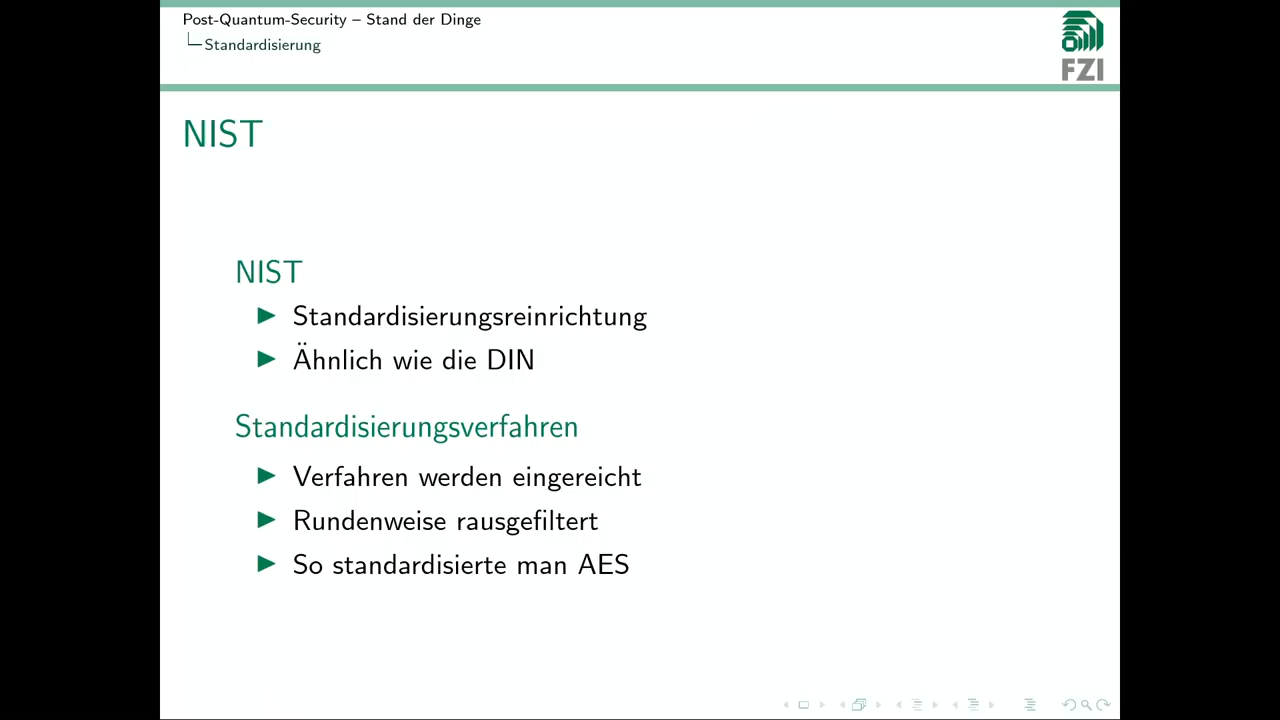 Post-Quantum-Security – Stand der Dinge
Standardisierung
FZI
NIST
NIST
Standardisierungsreinrichtung
Ähnlich wie die DIN
Standardisierungsverfahren
Verfahren werden eingereicht
Rundenweise rausgefiltert
So standardisierte man AES